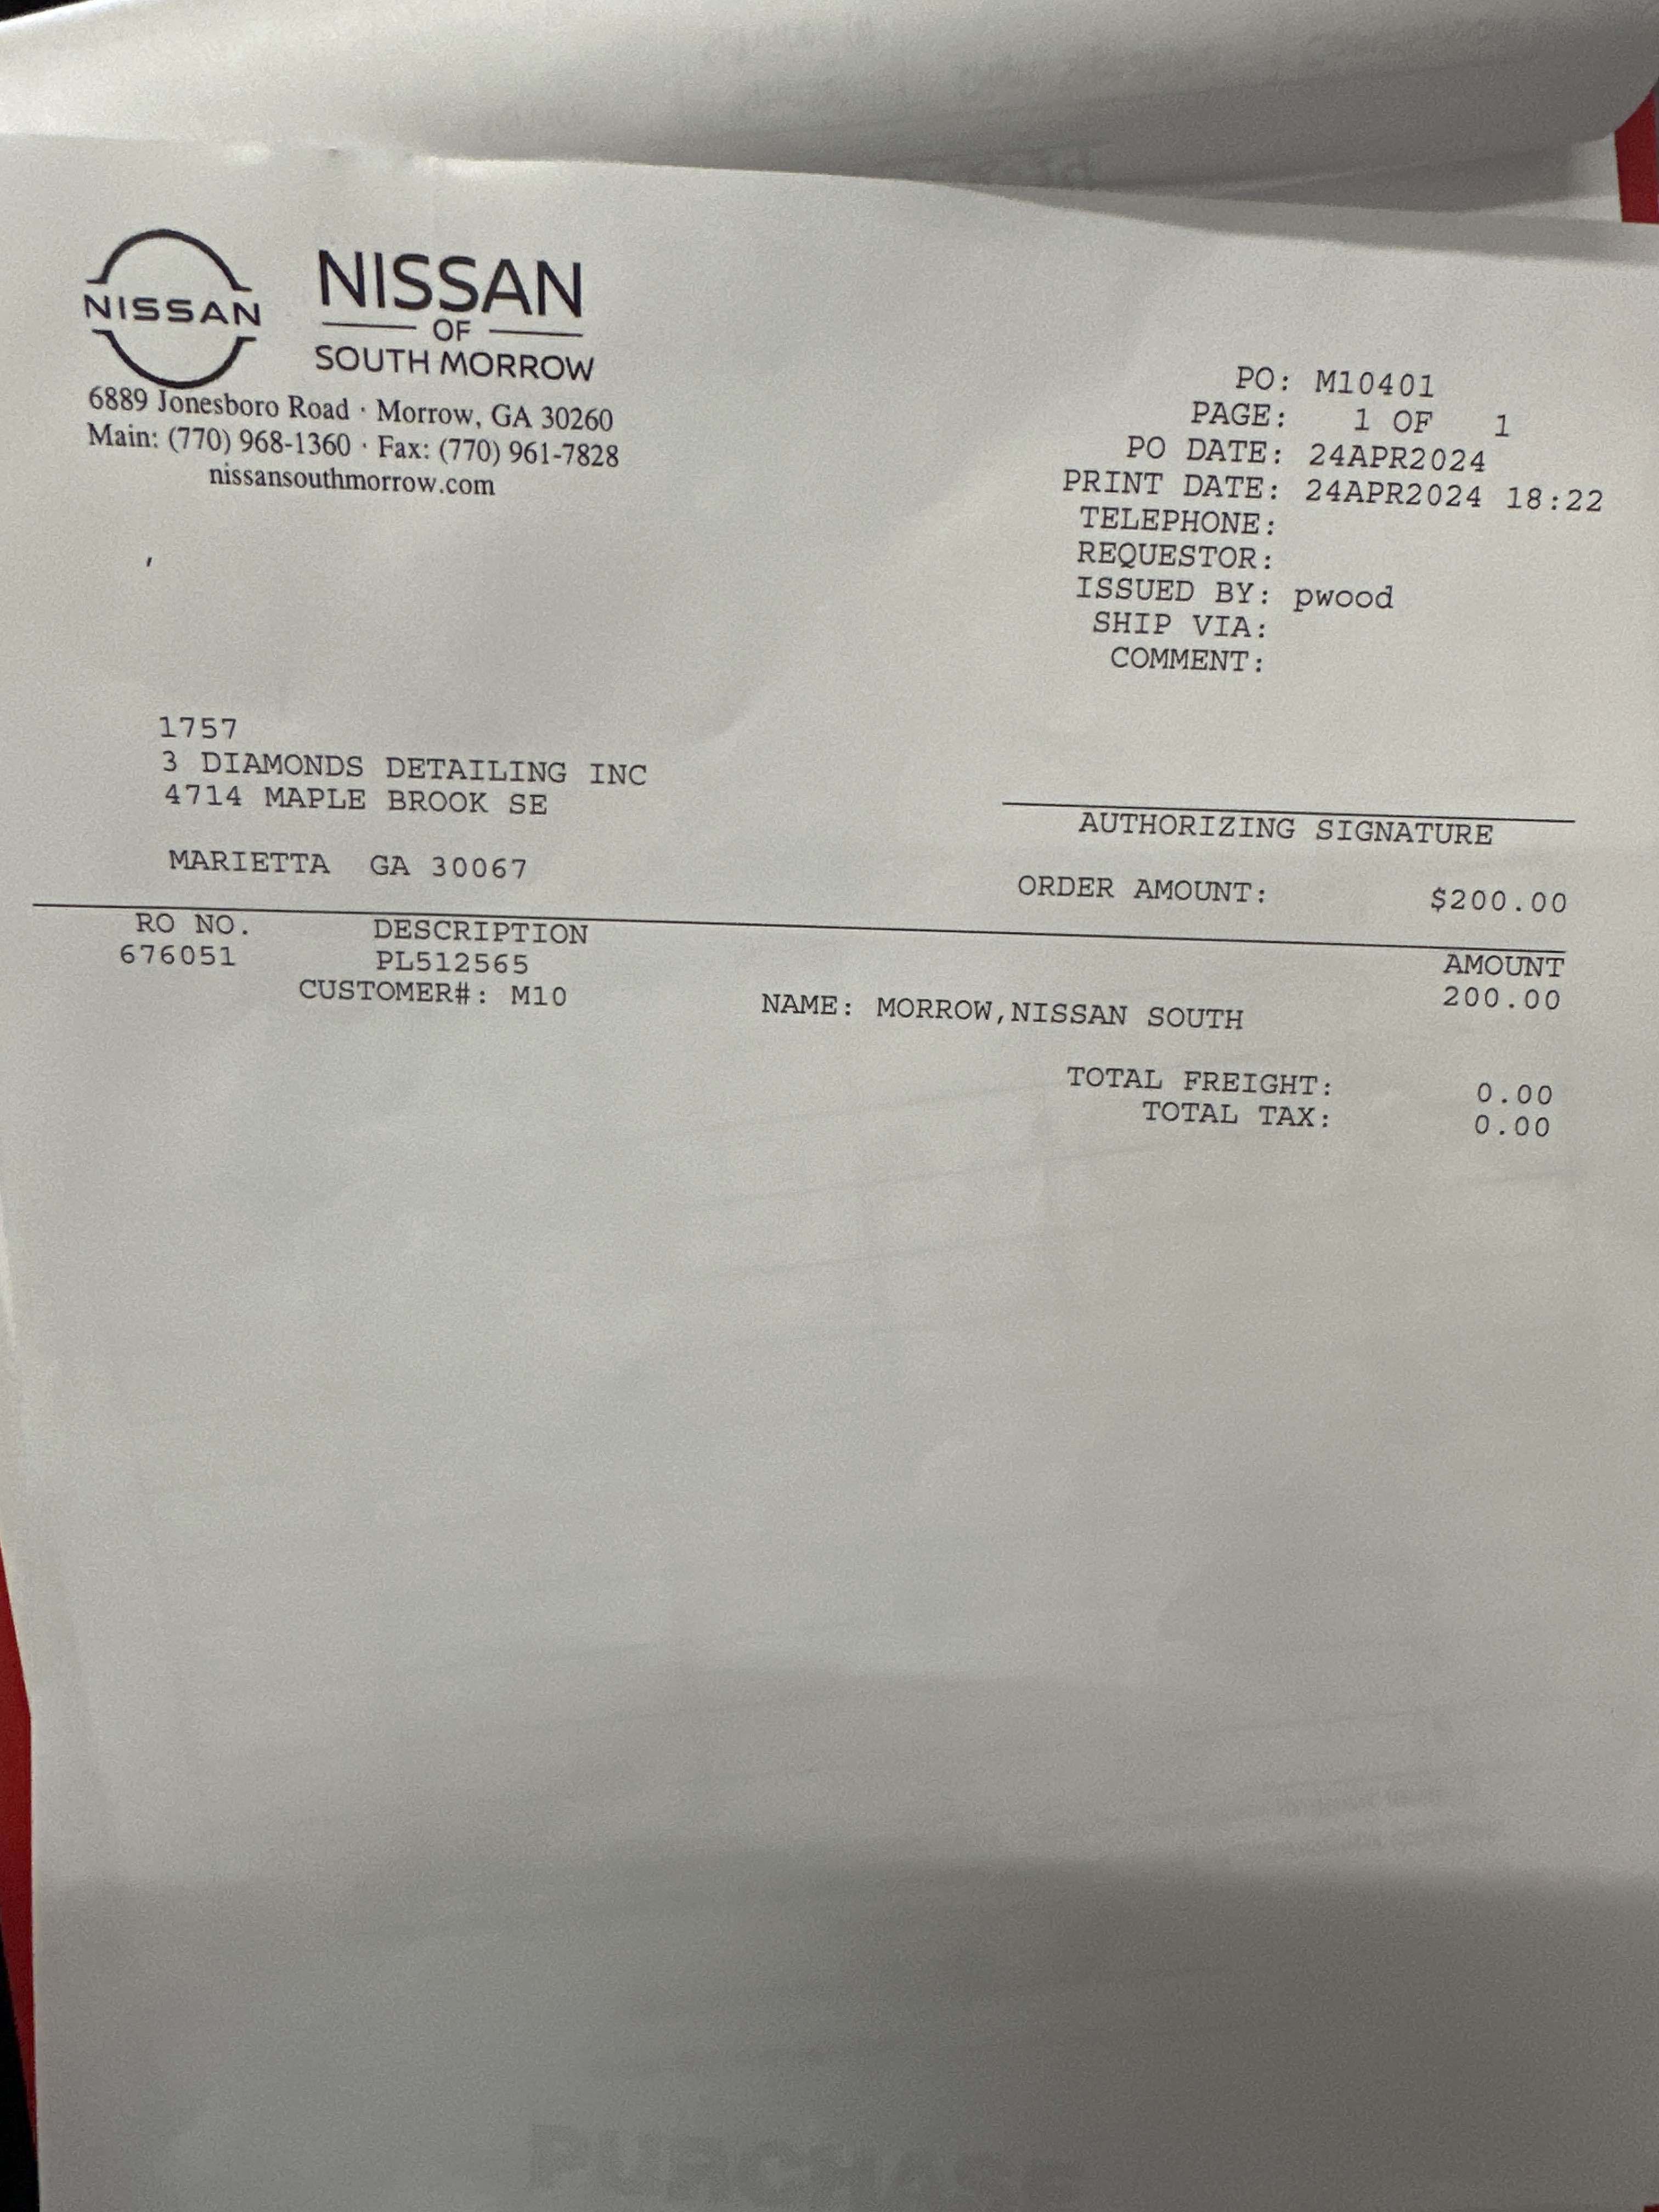 NISSAN
NISSAN
OF
SOUTH MORROW
6889 Jonesboro Road · Morrow, GA 30260
Main: (770) 968-1360 · Fax: (770) 961-7828
nissansouthmorrow.com
PO: M10401
PAGE: 1 OF 1
PO DATE: 24APR2024
PRINT DATE: 24APR2024 18:22
TELEPHONE:
REQUESTOR:
ISSUED BY: pwood
SHIP VIA:
COMMENT:
1757
3 DIAMONDS DETAILING INC
4714 MAPLE BROOK SE
MARIETTA GA 30067
AUTHORIZING SIGNATURE
ORDER AMOUNT: $200.00
RO NO. DESCRIPTION AMOUNT
676051 PL512565 200.00
CUSTOMER#: M10 NAME: MORROW,NISSAN SOUTH
TOTAL FREIGHT: 0.00
TOTAL TAX: 0.00
PURCHASE